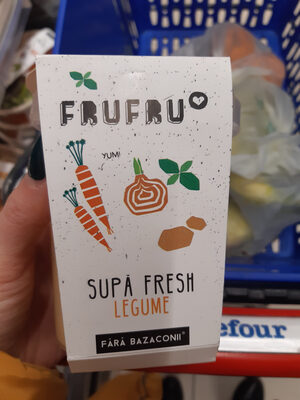 FRUFRU
YUM!
SUPĂ FRESH
LEGUME
FĂRĂ BAZACONII®
efour